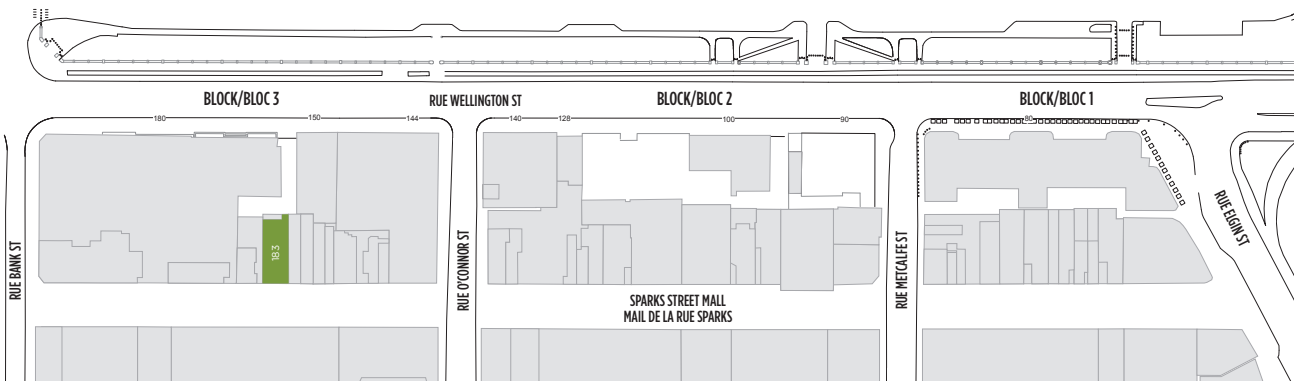 BLOCK/BLOC 3
RUE WELLINGTON ST
BLOCK/BLOC 2
BLOCK/BLOC 1
180
150
144
140
128
100
90
80
RUE BANK ST
183
RUE O'CONNOR ST
RUE METCALFE ST
RUE ELGIN ST
SPARKS STREET MALL
MAIL DE LA RUE SPARKS